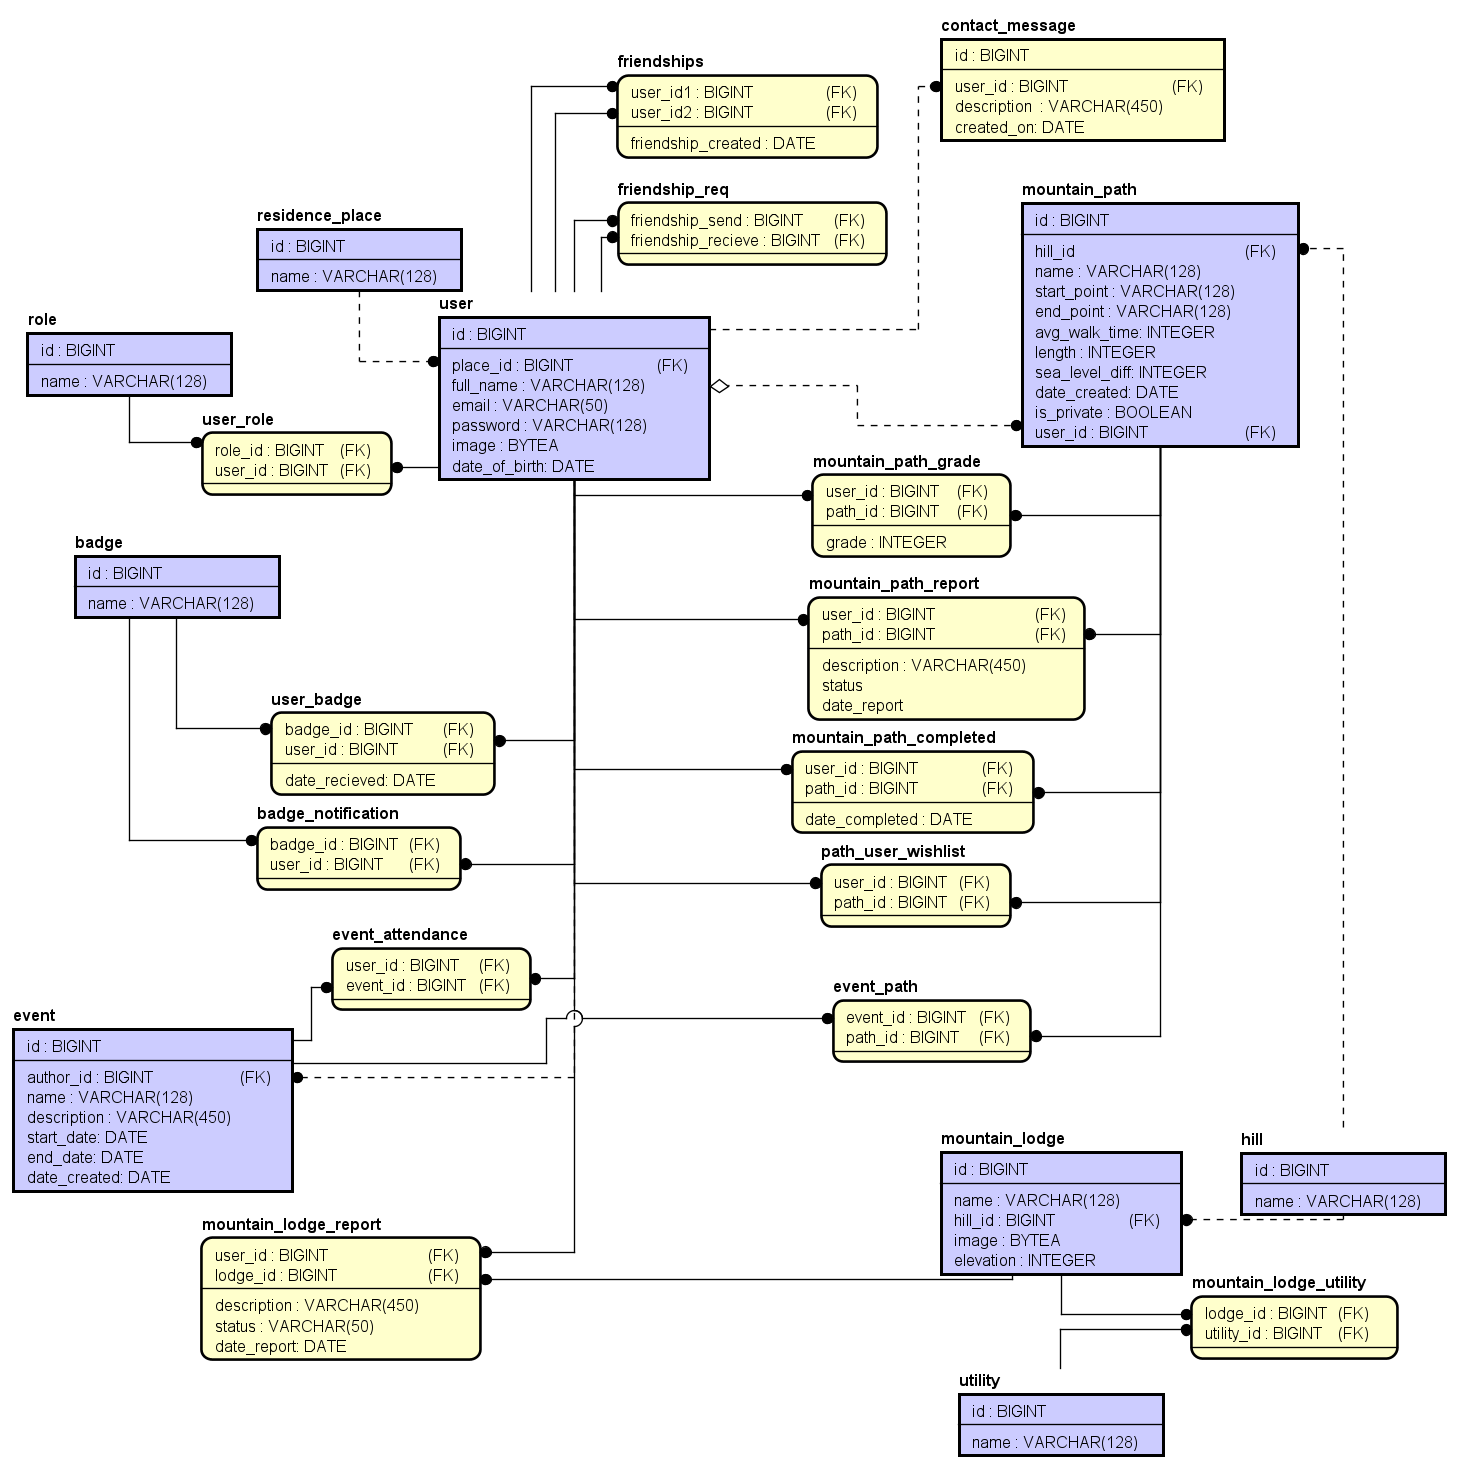 contact_message
id : BIGINT
user_id : BIGINT (FK)
description : VARCHAR(450)
created_on: DATE
friendships
user_id1 : BIGINT (FK)
user_id2 : BIGINT (FK)
friendship_created : DATE
friendship_req
friendship_send : BIGINT (FK)
friendship_recieve : BIGINT (FK)
mountain_path
id : BIGINT
hill_id (FK)
name : VARCHAR(128)
start_point : VARCHAR(128)
end_point : VARCHAR(128)
avg_walk_time: INTEGER
length : INTEGER
sea_level_diff: INTEGER
date_created: DATE
is_private : BOOLEAN
user_id : BIGINT (FK)
residence_place
id : BIGINT
name : VARCHAR(128)
user
id : BIGINT
place_id : BIGINT (FK)
full_name : VARCHAR(128)
email : VARCHAR(50)
password : VARCHAR(128)
image : BYTEA
date_of_birth: DATE
role
id : BIGINT
name : VARCHAR(128)
user_role
role_id : BIGINT (FK)
user_id : BIGINT (FK)
mountain_path_grade
user_id : BIGINT (FK)
path_id : BIGINT (FK)
grade : INTEGER
badge
id : BIGINT
name : VARCHAR(128)
mountain_path_report
user_id : BIGINT (FK)
path_id : BIGINT (FK)
description : VARCHAR(450)
status
date_report
user_badge
badge_id : BIGINT (FK)
user_id : BIGINT (FK)
date_recieved: DATE
mountain_path_completed
user_id : BIGINT (FK)
path_id : BIGINT (FK)
date_completed : DATE
badge_notification
badge_id : BIGINT (FK)
user_id : BIGINT (FK)
path_user_wishlist
user_id : BIGINT (FK)
path_id : BIGINT (FK)
event_attendance
user_id : BIGINT (FK)
event_id : BIGINT (FK)
event_path
event_id : BIGINT (FK)
path_id : BIGINT (FK)
event
id : BIGINT
author_id : BIGINT (FK)
name : VARCHAR(128)
description : VARCHAR(450)
start_date: DATE
end_date: DATE
date_created: DATE
mountain_lodge
id : BIGINT
name : VARCHAR(128)
hill_id : BIGINT (FK)
image : BYTEA
elevation : INTEGER
hill
id : BIGINT
name : VARCHAR(128)
mountain_lodge_report
user_id : BIGINT (FK)
lodge_id : BIGINT (FK)
description : VARCHAR(450)
status : VARCHAR(50)
date_report: DATE
mountain_lodge_utility
lodge_id : BIGINT (FK)
utility_id : BIGINT (FK)
utility
id : BIGINT
name : VARCHAR(128)